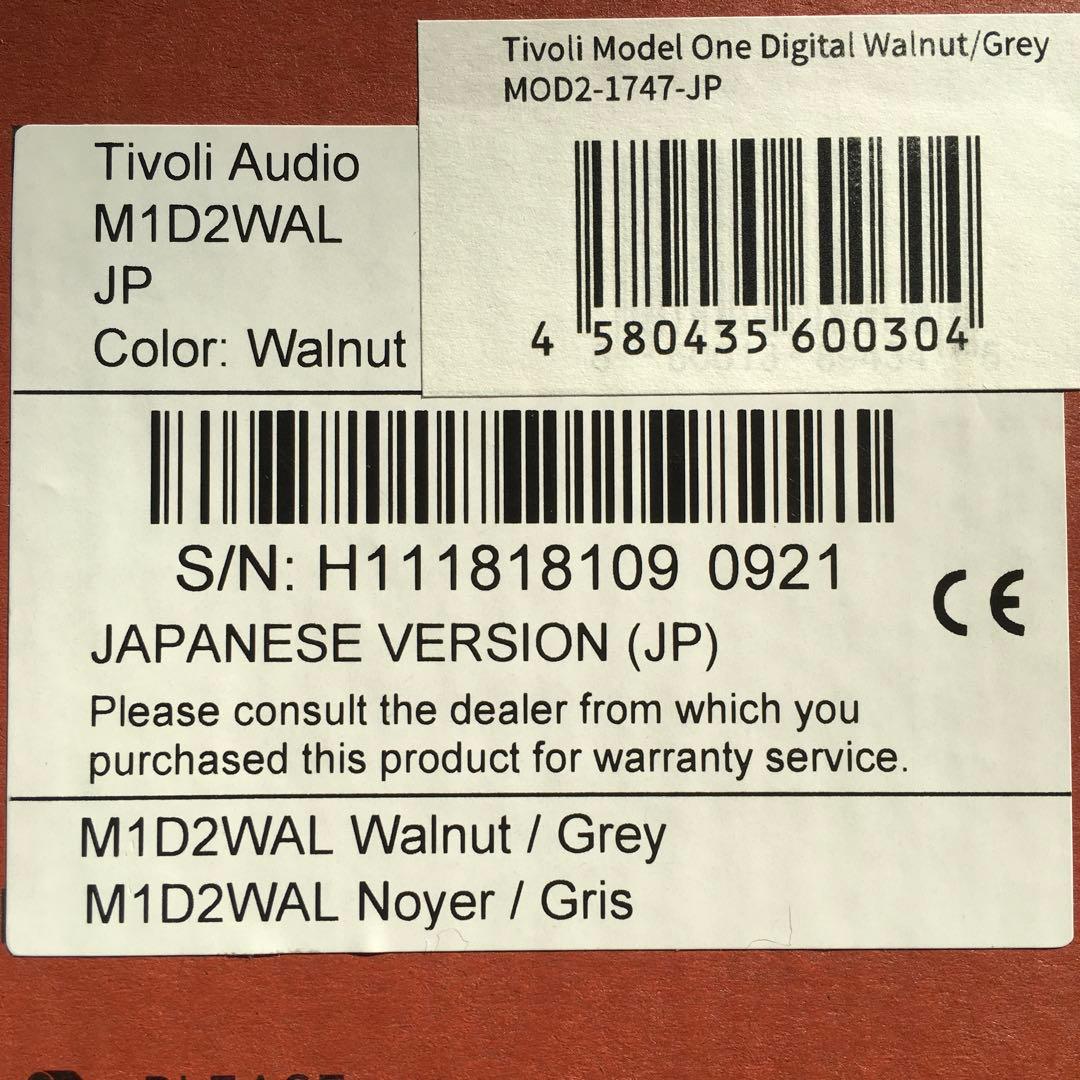 Tivoli Model One Digital Walnut/Grey
MOD2-1747-JP
4 580435 600304
Tivoli Audio
M1D2WAL
JP
Color: Walnut
S/N: H111818109 0921
CE
JAPANESE VERSION (JP)
Please consult the dealer from which you
purchased this product for warranty service.
M1D2WAL Walnut / Grey
M1D2WAL Noyer / Gris
PLEASE